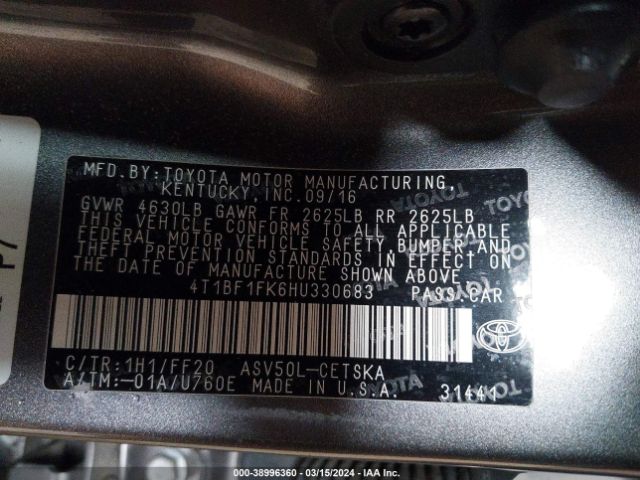 MFD.BY:TOYOTA MOTOR MANUFACTURING,
KENTUCKY,INC.09/16
GVWR 4630LB GAWR FR 2625LB RR 2625LB
THIS VEHICLE CONFORMS TO ALL APPLICABLE
FEDERAL MOTOR VEHICLE SAFETY,BUMPER AND
THEFT PREVENTION STANDARDS IN EFFECT ON
THE DATE OF MANUFACTURE SHOWN ABOVE.
4T1BF1FK6HU330683 PASS.CAR
C/TR:1H1/FF20 ASV50L-CETSKA
A/TM:-01A/U760E MADE IN U.S.A. 31441
TOYOTA
000-38996360 — 03/15/2024 — IAA Inc.